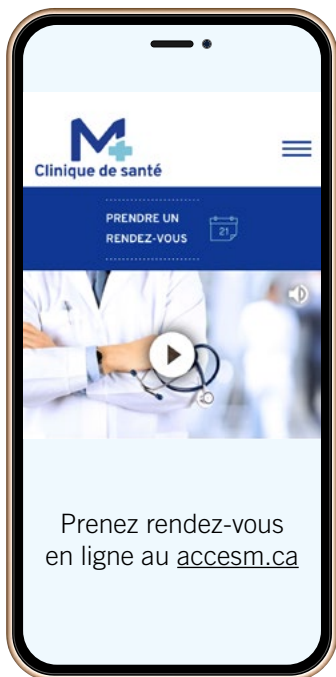 M
Clinique de santé
PRENDRE UN
RENDEZ-VOUS
21
Prenez rendez-vous
en ligne au accesm.ca